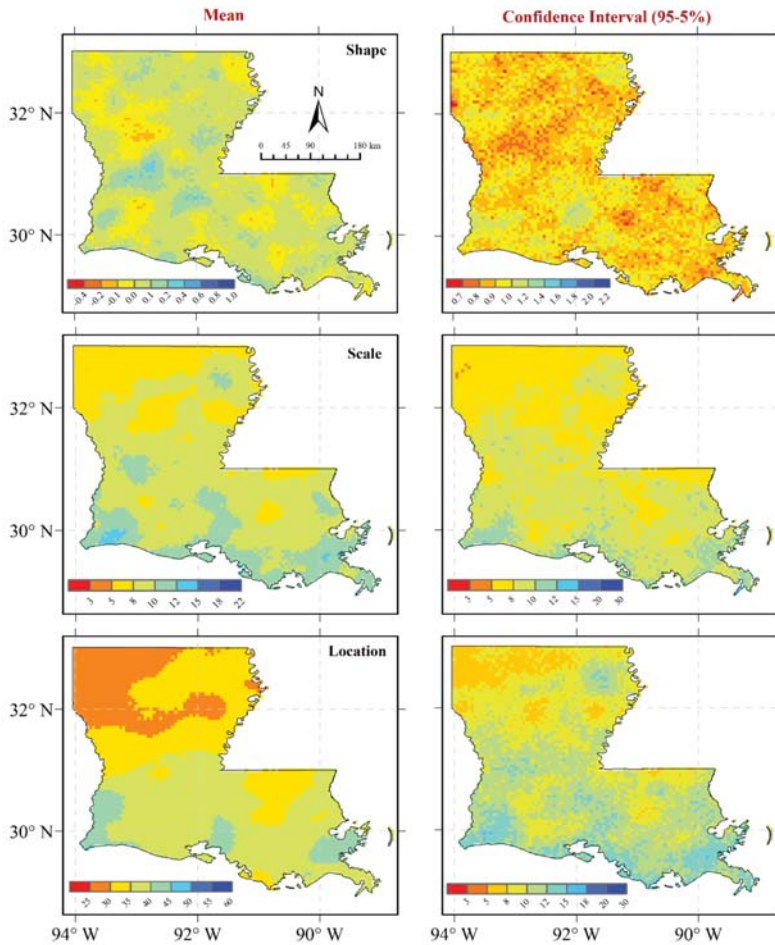 Mean
Confidence Interval (95-5%)
Shape
32° N
N
0 45 90 180 km
30° N
-0.4 -0.2 -0.1 0.0 0.1 0.2 0.4 0.6 0.8 1.0
0.7 0.8 0.9 1.0 1.2 1.4 1.6 1.8 2.0 2.2
Scale
32° N
30° N
3 5 8 10 12 15 18 22
3 5 8 10 12 15 20 30
Location
32° N
30° N
25 30 35 40 45 50 55 60
3 5 8 10 12 15 18 20 30
94° W 92° W 90° W
94° W 92° W 90° W